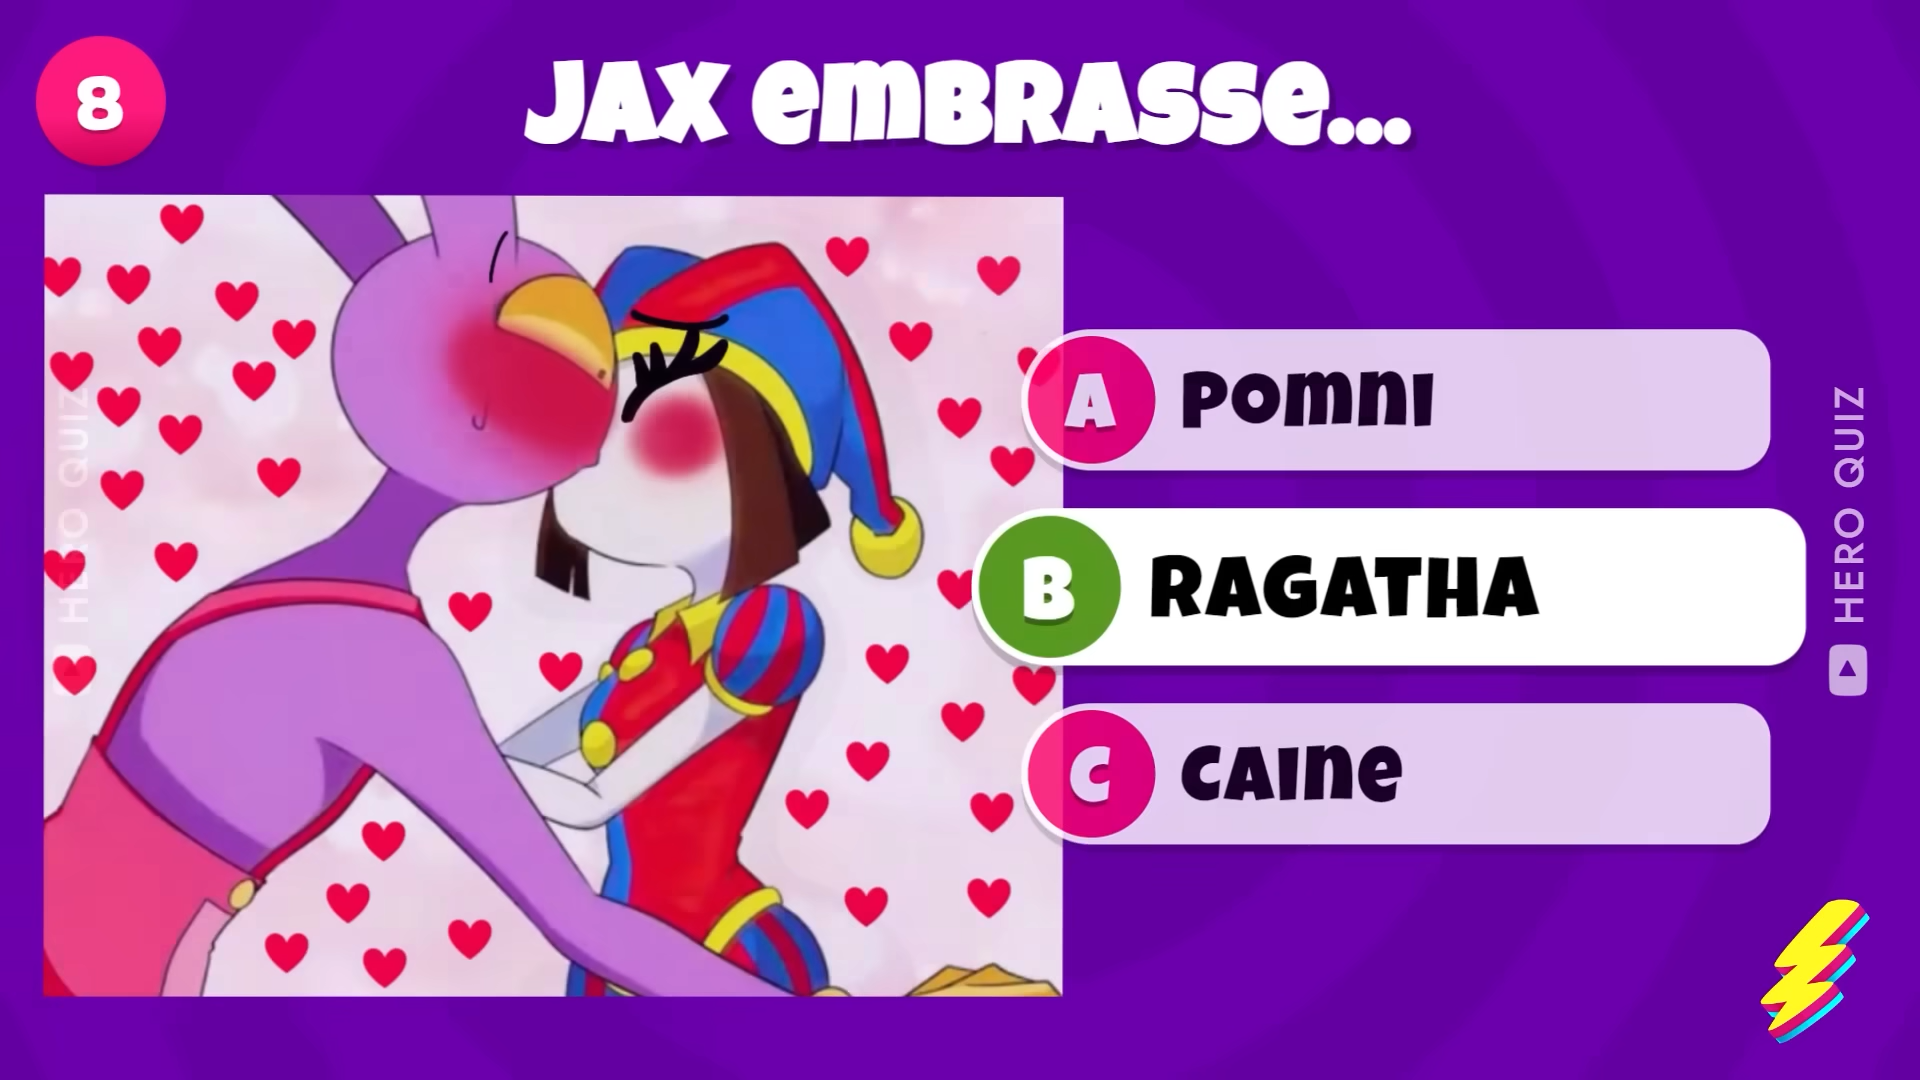 8
JAX EMBRASSE...
A POMNI
B RAGATHA
C CAINE
HERO QUIZ
HERO QUIZ